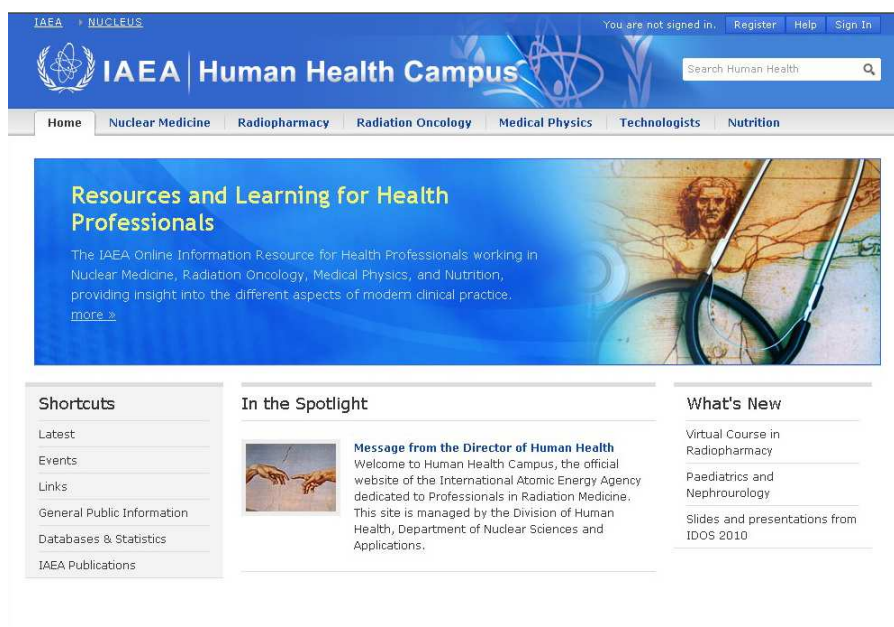 IAEA NUCLEUS
You are not signed in. Register Help Sign In
IAEA Human Health Campus
Search Human Health
Home Nuclear Medicine Radiopharmacy Radiation Oncology Medical Physics Technologists Nutrition
Resources and Learning for Health
Professionals
The IAEA Online Information Resource for Health Professionals working in
Nuclear Medicine, Radiation Oncology, Medical Physics, and Nutrition,
providing insight into the different aspects of modern clinical practice.
more »
Shortcuts
Latest
Events
Links
General Public Information
Databases & Statistics
IAEA Publications
In the Spotlight
Message from the Director of Human Health
Welcome to Human Health Campus, the official
website of the International Atomic Energy Agency
dedicated to Professionals in Radiation Medicine.
This site is managed by the Division of Human
Health, Department of Nuclear Sciences and
Applications.
What's New
Virtual Course in
Radiopharmacy
Paediatrics and
Nephrourology
Slides and presentations from
IDOS 2010